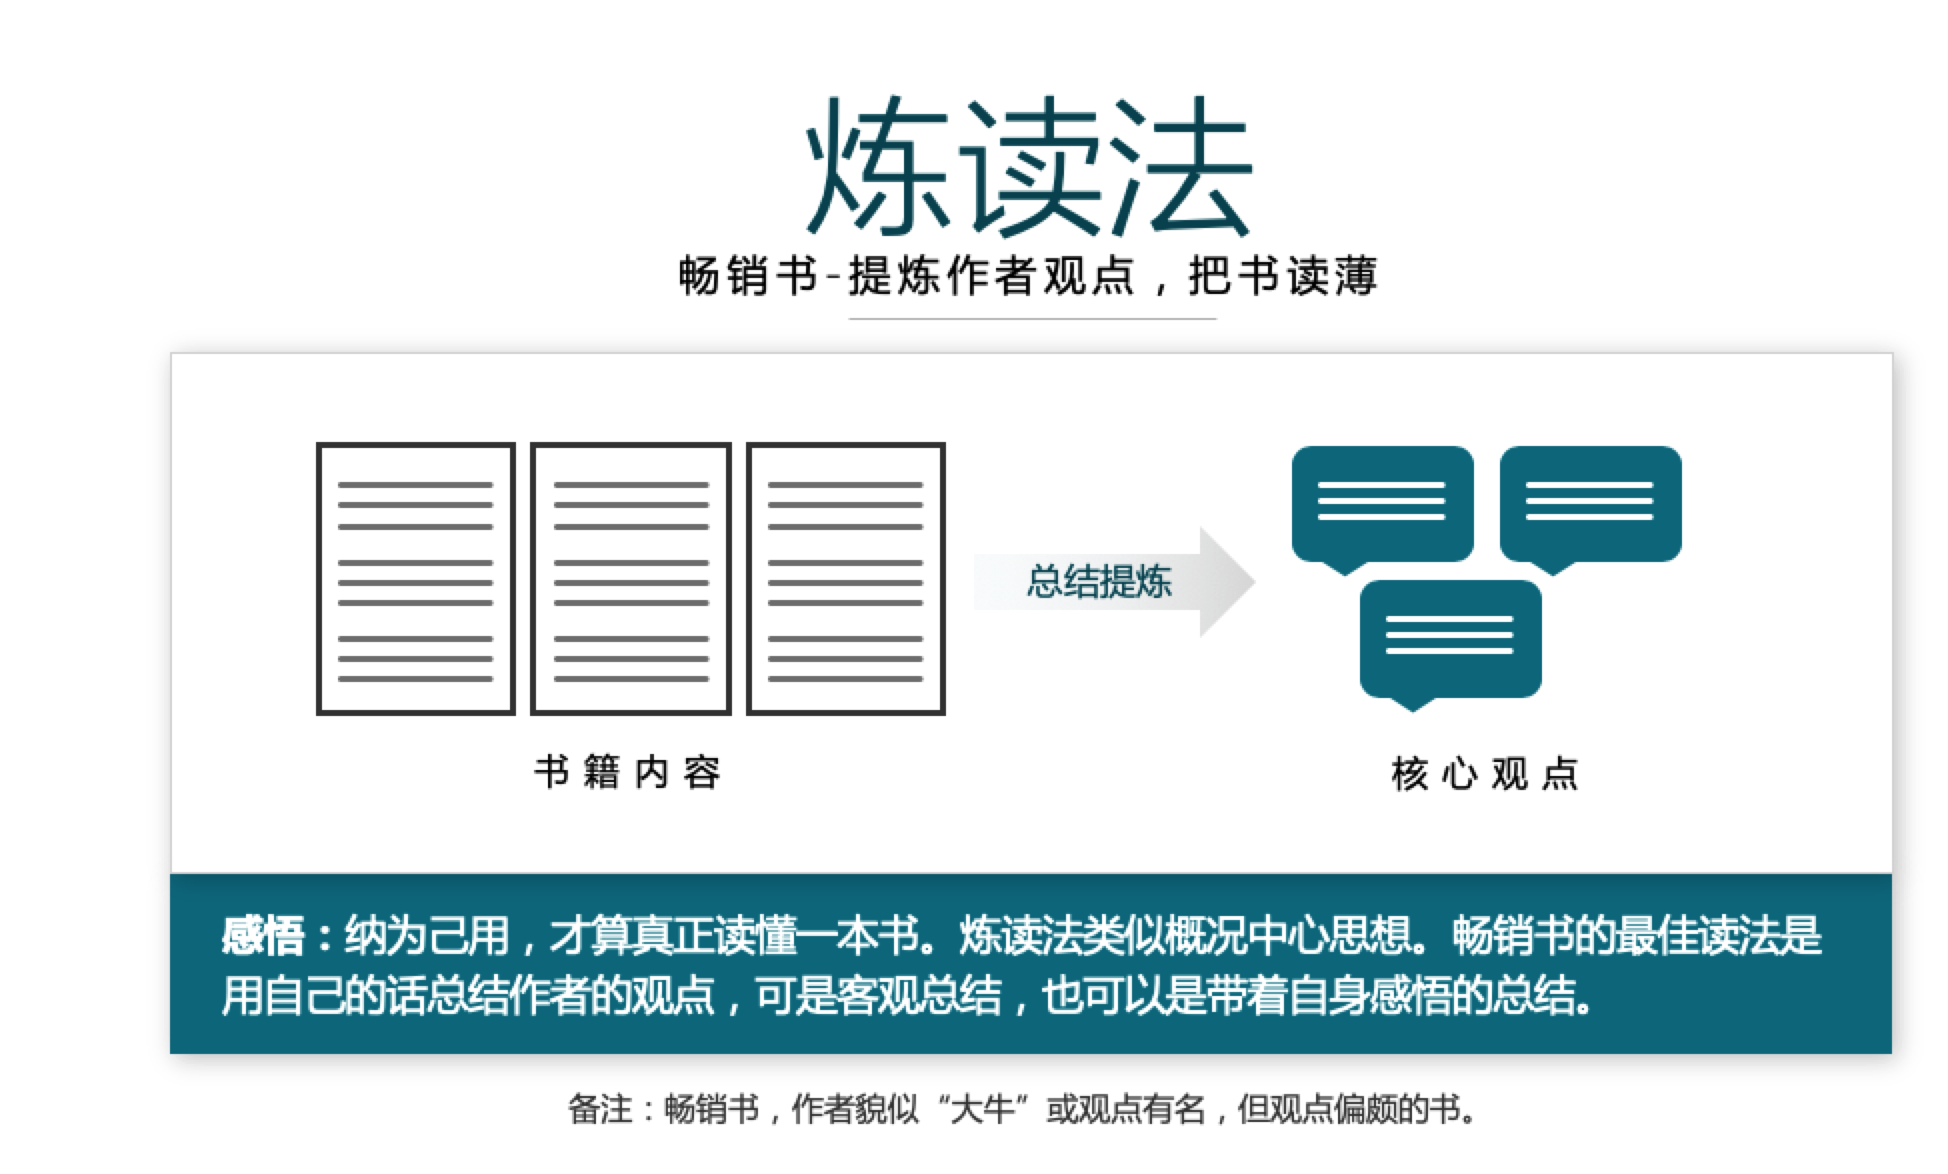 炼读法
畅销书-提炼作者观点，把书读薄
总结提炼
书籍内容
核心观点
感悟：纳为己用，才算真正读懂一本书。炼读法类似概况中心思想。畅销书的最佳读法是
用自己的话总结作者的观点，可是客观总结，也可以是带着自身感悟的总结。
备注：畅销书，作者貌似“大牛”或观点有名，但观点偏颇的书。